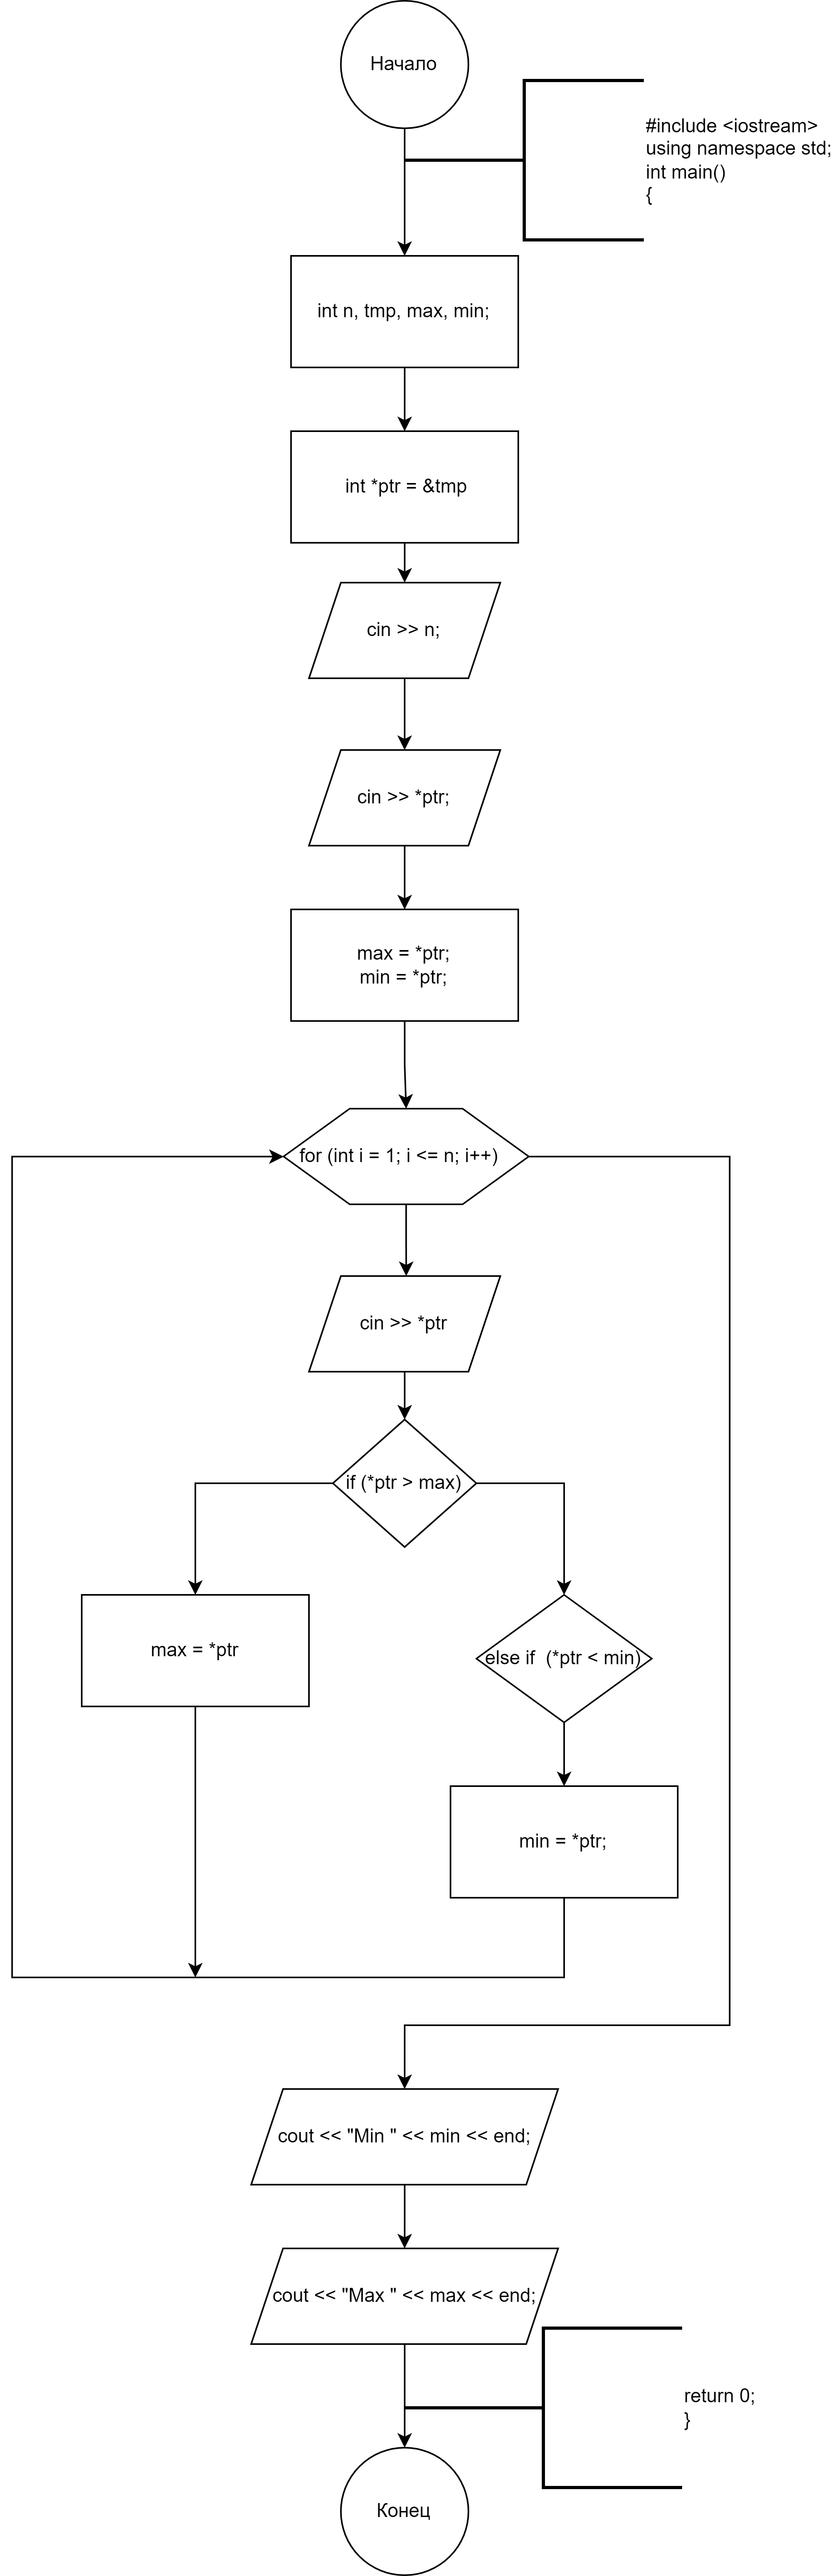 Начало
#include <iostream>
using namespace std;
int main()
{
int n, tmp, max, min;
int *ptr = &tmp
cin >> n;
cin >> *ptr;
max = *ptr;
min = *ptr;
for (int i = 1; i <= n; i++)
cin >> *ptr
if (*ptr > max)
max = *ptr
else if  (*ptr < min)
min = *ptr;
cout << "Min " << min << end;
cout << "Max " << max << end;
return 0;
}
Конец